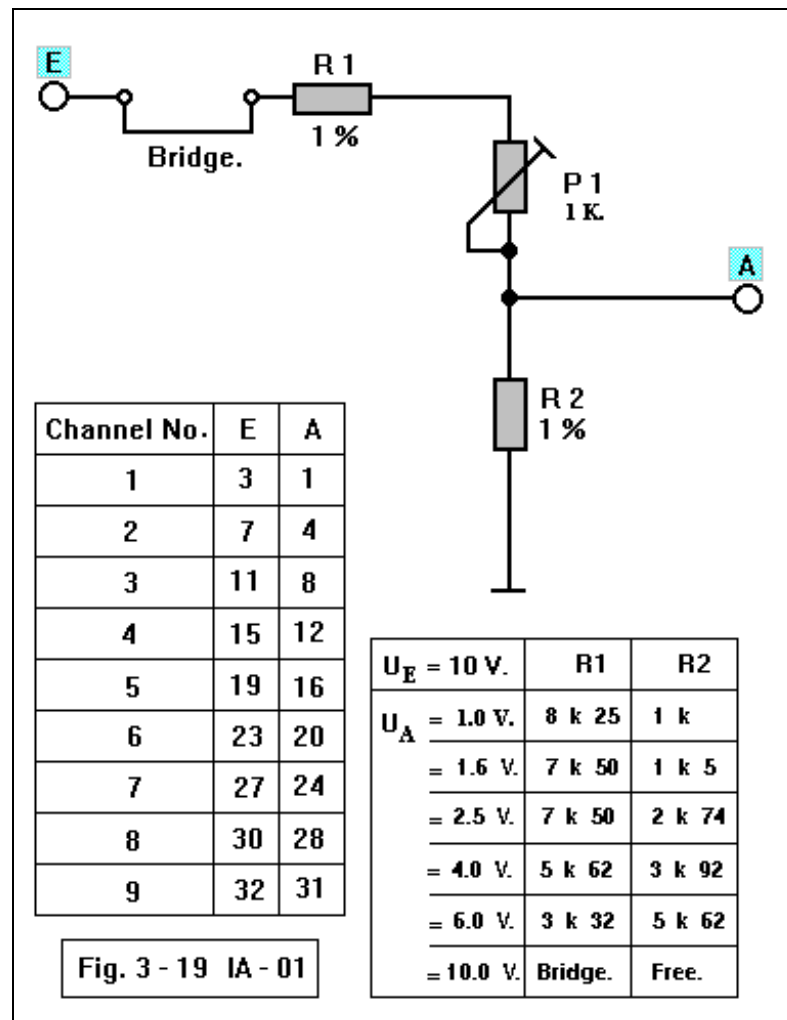 E
R 1
1 %
Bridge.
P 1
1 K.
A
R 2
1 %
Channel No. E A
1 3 1
2 7 4
3 11 8
4 15 12
5 19 16
6 23 20
7 27 24
8 30 28
9 32 31
UE = 10 V. R1 R2
UA = 1.0 V. 8 k 25 1 k
= 1.6 V. 7 k 50 1 k 5
= 2.5 V. 7 k 50 2 k 74
= 4.0 V. 5 k 62 3 k 92
= 6.0 V. 3 k 32 5 k 62
= 10.0 V. Bridge. Free.
Fig. 3 - 19 IA - 01